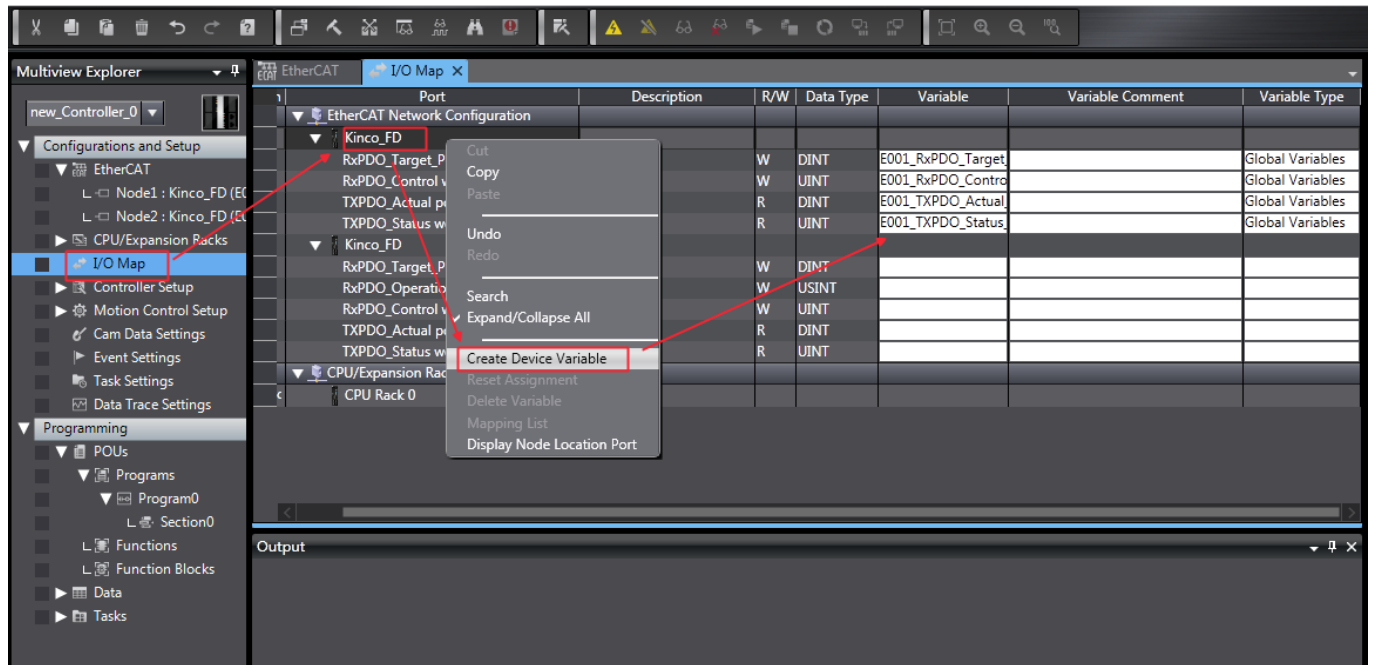 Multiview Explorer
EtherCAT
I/O Map
new_Controller_0
Configurations and Setup
EtherCAT
Node1 : Kinco_FD (E0
Node2 : Kinco_FD (E0
CPU/Expansion Racks
I/O Map
Controller Setup
Motion Control Setup
Cam Data Settings
Event Settings
Task Settings
Data Trace Settings
Programming
POUs
Programs
Program0
Section0
Functions
Function Blocks
Data
Tasks
Port Description R/W Data Type Variable Variable Comment Variable Type
EtherCAT Network Configuration
Kinco_FD
RxPDO_Target_P W DINT E001_RxPDO_Target_ Global Variables
RxPDO_Control w W UINT E001_RxPDO_Contro Global Variables
TXPDO_Actual po R DINT E001_TXPDO_Actual_ Global Variables
TXPDO_Status w R UINT E001_TXPDO_Status_ Global Variables
Kinco_FD
RxPDO_Target_P W DINT
RxPDO_Operatio W USINT
RxPDO_Control w W UINT
TXPDO_Actual po R DINT
TXPDO_Status w R UINT
CPU/Expansion Rac
CPU Rack 0
Cut
Copy
Paste
Undo
Redo
Search
Expand/Collapse All
Create Device Variable
Reset Assignment
Delete Variable
Mapping List
Display Node Location Port
Output